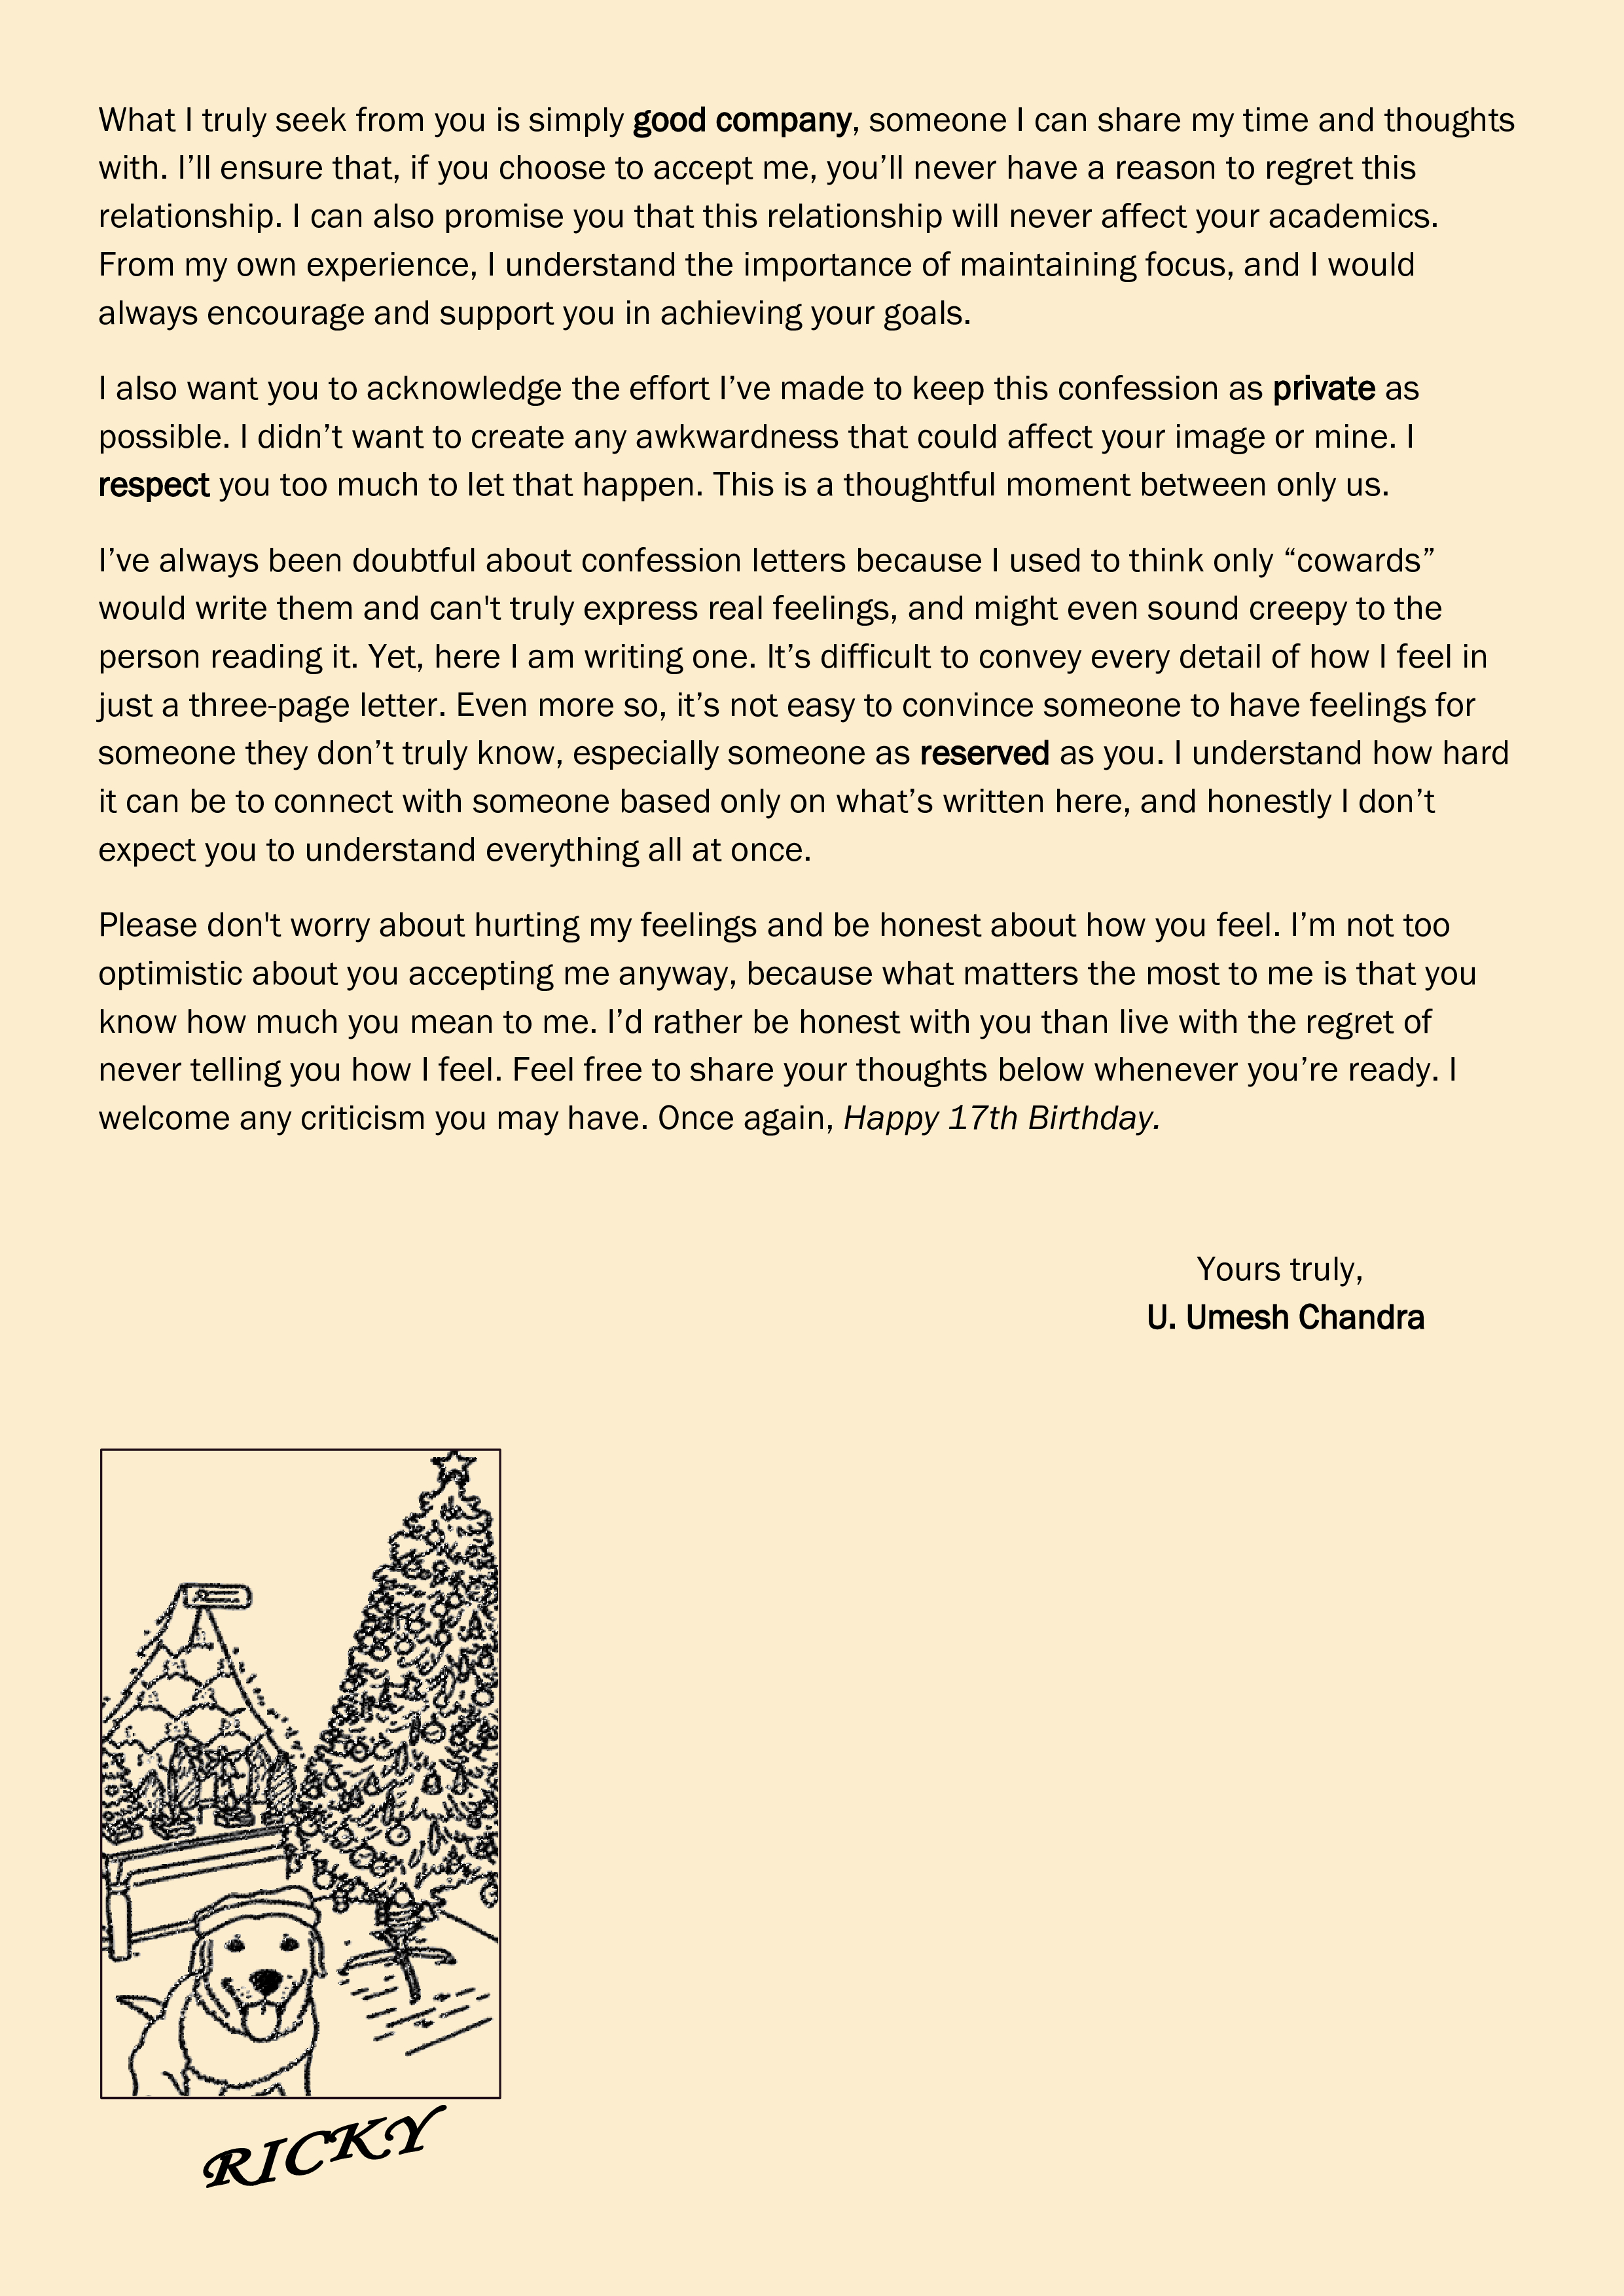 What I truly seek from you is simply good company, someone I can share my time and thoughts
with. I’ll ensure that, if you choose to accept me, you’ll never have a reason to regret this
relationship. I can also promise you that this relationship will never affect your academics.
From my own experience, I understand the importance of maintaining focus, and I would
always encourage and support you in achieving your goals.
I also want you to acknowledge the effort I’ve made to keep this confession as private as
possible. I didn’t want to create any awkwardness that could affect your image or mine. I
respect you too much to let that happen. This is a thoughtful moment between only us.
I’ve always been doubtful about confession letters because I used to think only “cowards”
would write them and can't truly express real feelings, and might even sound creepy to the
person reading it. Yet, here I am writing one. It’s difficult to convey every detail of how I feel in
just a three-page letter. Even more so, it’s not easy to convince someone to have feelings for
someone they don’t truly know, especially someone as reserved as you. I understand how hard
it can be to connect with someone based only on what’s written here, and honestly I don’t
expect you to understand everything all at once.
Please don't worry about hurting my feelings and be honest about how you feel. I’m not too
optimistic about you accepting me anyway, because what matters the most to me is that you
know how much you mean to me. I’d rather be honest with you than live with the regret of
never telling you how I feel. Feel free to share your thoughts below whenever you’re ready. I
welcome any criticism you may have. Once again, Happy 17th Birthday.
Yours truly,
U. Umesh Chandra
RICKY